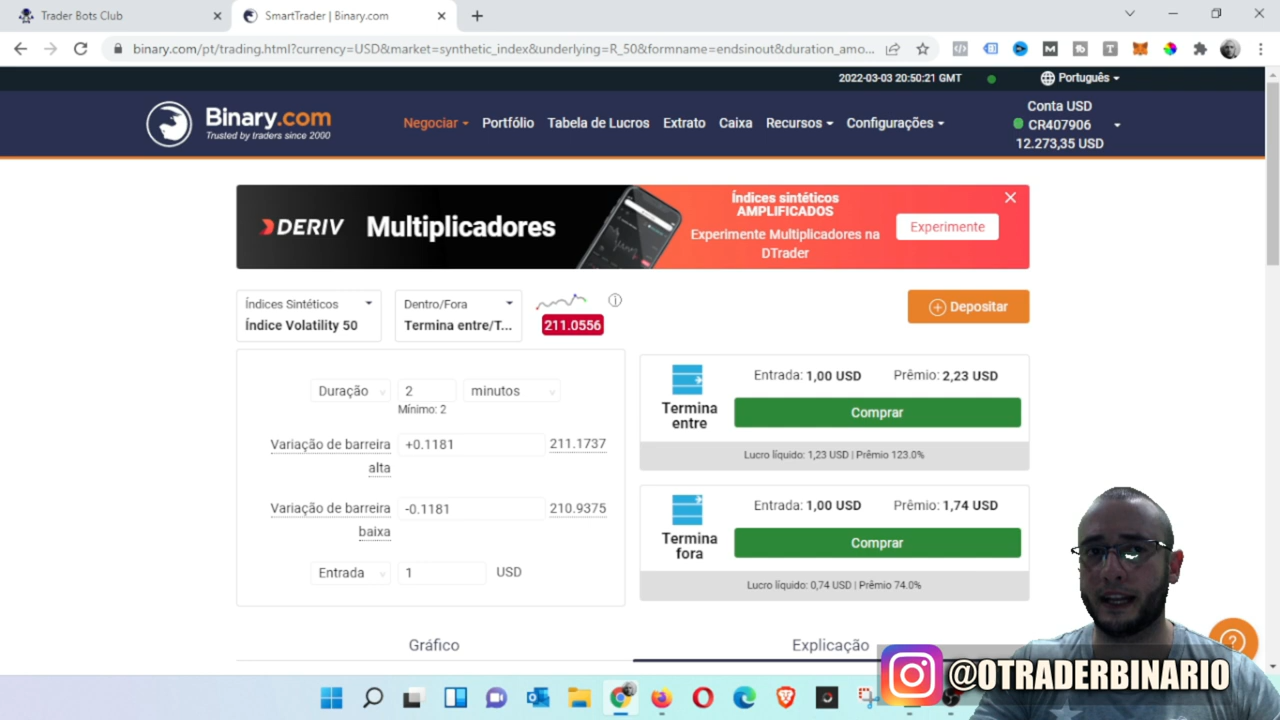 Trader Bots Club
SmartTrader | Binary.com
binary.com/pt/trading.html?currency=USD&market=synthetic_index&underlying=R_50&formname=endsinout&duration_amo...
2022-03-03 20:50:21 GMT
Português
Binary.com
Trusted by traders since 2000
Negociar
Portfólio
Tabela de Lucros
Extrato
Caixa
Recursos
Configurações
Conta USD
CR407906
12.273,35 USD
DERIV
Multiplicadores
Índices sintéticos
AMPLIFICADOS
Experimente Multiplicadores na
DTrader
Experimente
Índices Sintéticos
Índice Volatility 50
Dentro/Fora
Termina entre/T...
211.0556
Depositar
Duração
2
minutos
Mínimo: 2
Variação de barreira
alta
+0.1181
211.1737
Variação de barreira
baixa
-0.1181
210.9375
Entrada
1
USD
Termina
entre
Entrada: 1,00 USD
Prêmio: 2,23 USD
Comprar
Lucro líquido: 1,23 USD | Prêmio 123.0%
Termina
fora
Entrada: 1,00 USD
Prêmio: 1,74 USD
Comprar
Lucro líquido: 0,74 USD | Prêmio 74.0%
Gráfico
Explicação
@OTRADERBINARIO